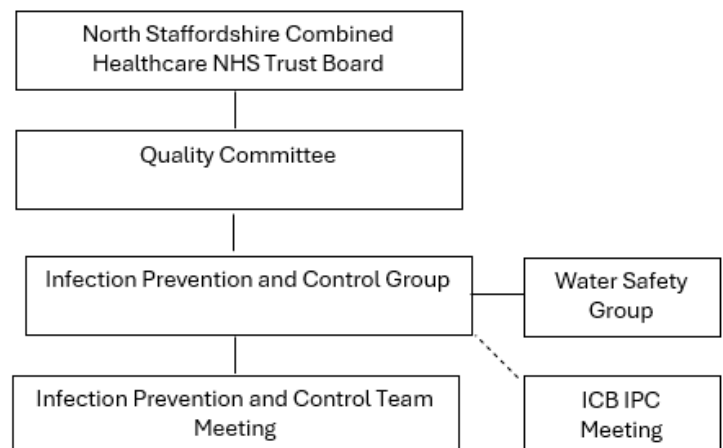 North Staffordshire Combined
Healthcare NHS Trust Board
Quality Committee
Infection Prevention and Control Group
Water Safety
Group
Infection Prevention and Control Team
Meeting
ICB IPC
Meeting